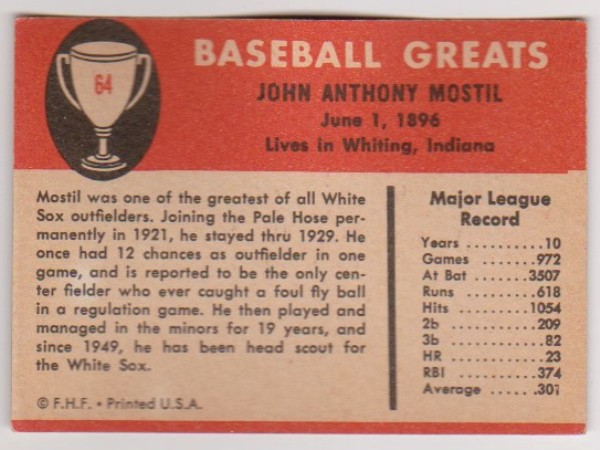 64
BASEBALL GREATS
JOHN ANTHONY MOSTIL
June 1, 1896
Lives in Whiting, Indiana
Mostil was one of the greatest of all White
Sox outfielders. Joining the Pale Hose per-
manently in 1921, he stayed thru 1929. He
once had 12 chances as outfielder in one
game, and is reported to be the only cen-
ter fielder who ever caught a foul fly ball
in a regulation game. He then played and
managed in the minors for 19 years, and
since 1949, he has been head scout for
the White Sox.
© F.H.F. • Printed U.S.A.
Major League
Record
Years ..........10
Games ........972
At Bat .....3507
Runs .........618
Hits .........1054
2b ............209
3b .............82
HR .............23
RBI ...........374
Average .....301